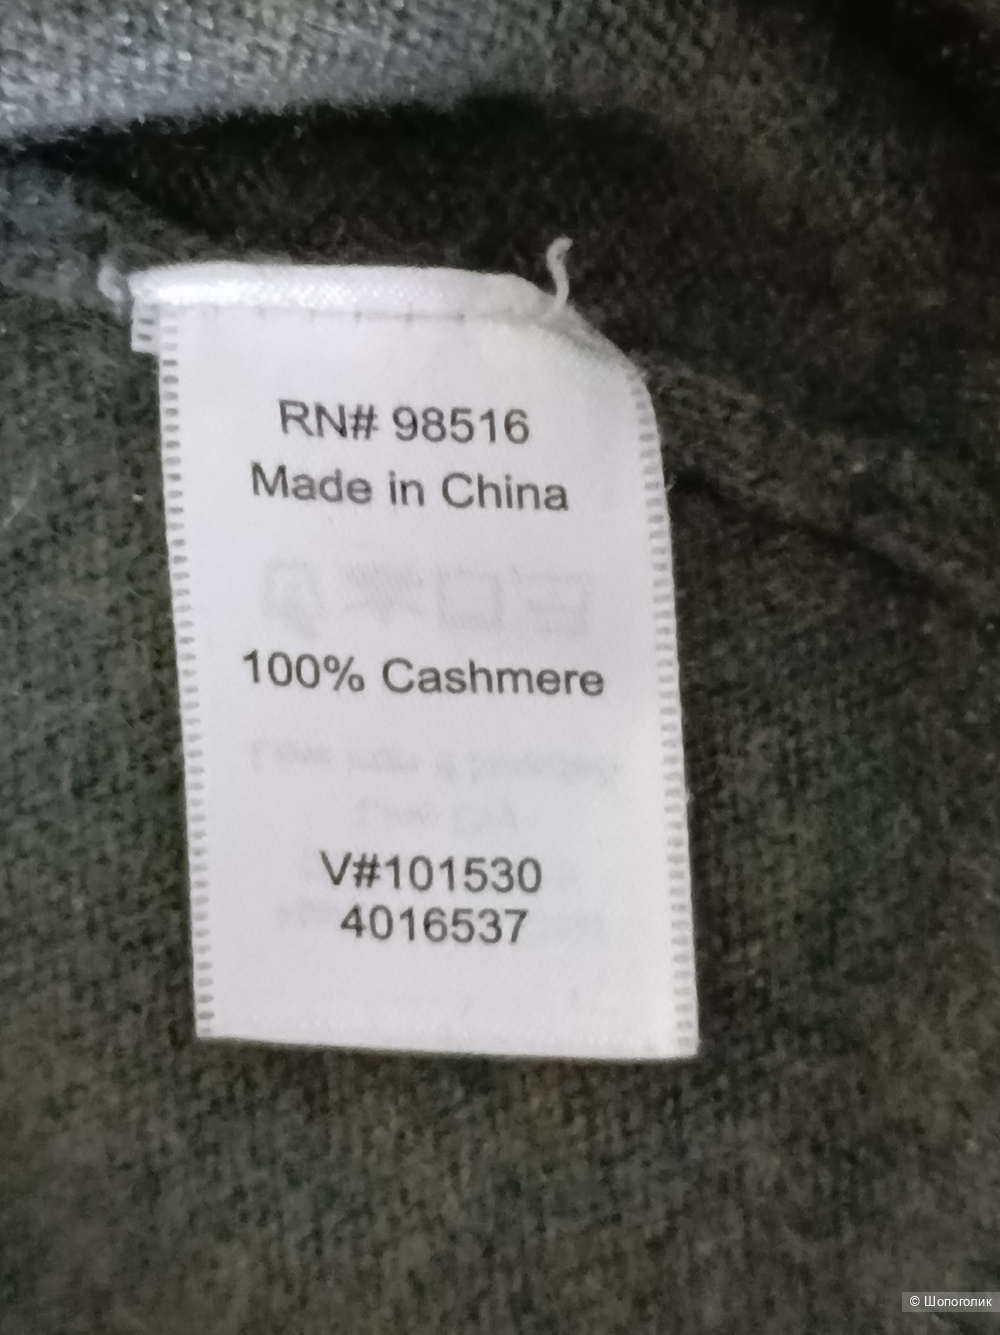 RN# 98516
Made in China
100% Cashmere
V#101530
4016537
© Шопоголик